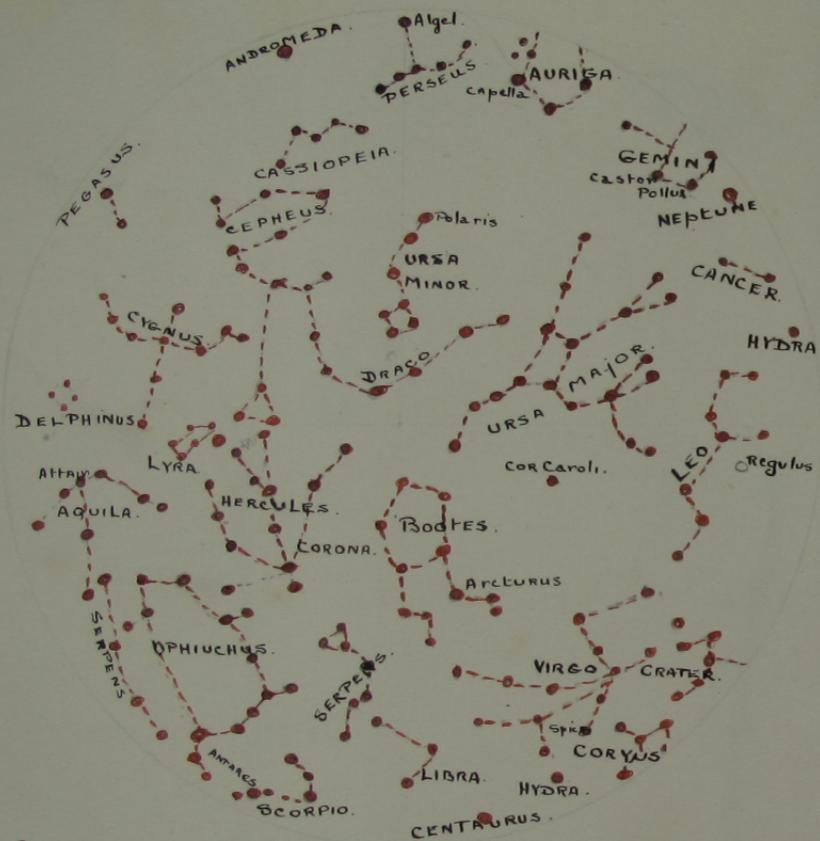 Algel
ANDROMEDA.
PERSEUS
AURIGA.
Capella
CASSIOPEIA.
GEMINI
Castor
Pollux
NEPTUNE
PEGASUS.
CEPHEUS.
Polaris
URSA
MINOR.
CANCER.
HYDRA
CYGNUS.
DRACO
URSA MAJOR.
DELPHINUS.
LYRA
LEO
Regulus
COR Caroli.
Altair
AQUILA.
HERCULES.
BOOTES.
CORONA.
Arcturus
SERPENS
OPHIUCHUS.
SERPENS.
VIRGO
CRATER.
Spica
CORVUS
ANTARES
SCORPIO.
LIBRA.
HYDRA.
CENTAURUS.